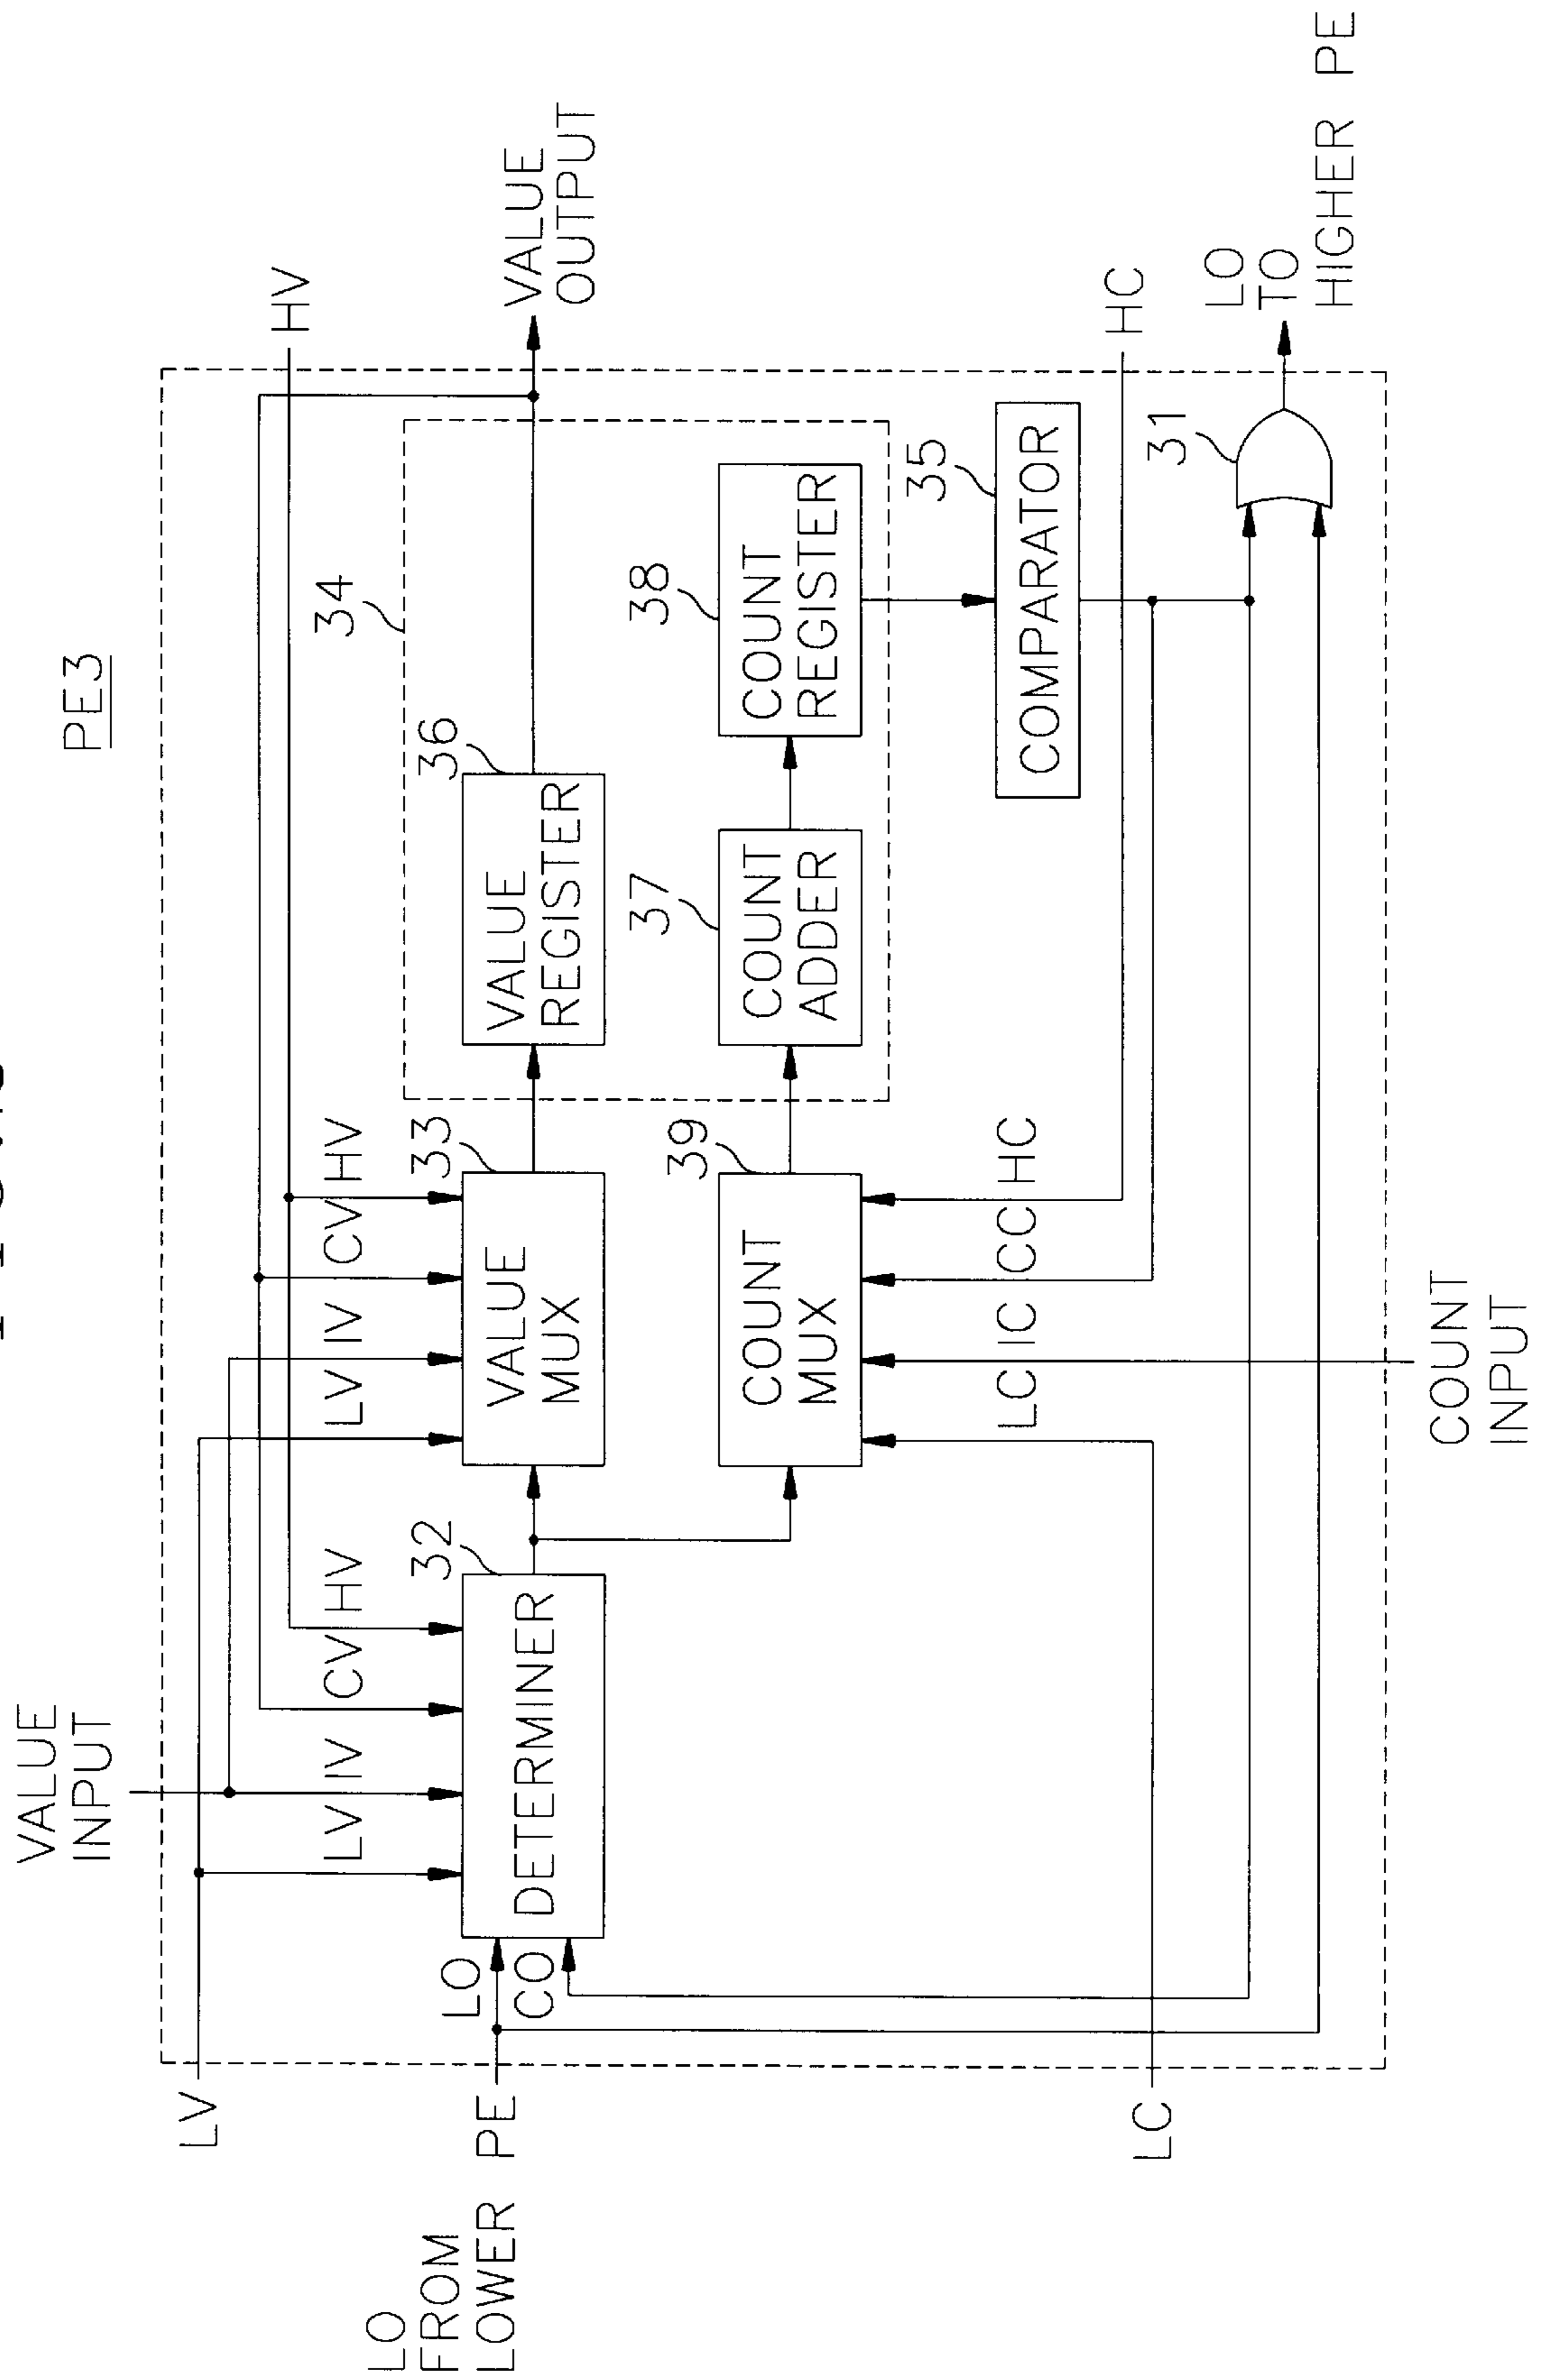 PE3
VALUE
INPUT
LV
HV
LV IV CV HV
LV IV CV HV
34
LO
FROM
LOWER PE
LO
CO
DETERMINER
32
VALUE
MUX
33
VALUE
REGISTER
36
VALUE
OUTPUT
COUNT
MUX
39
COUNT
ADDER
37
COUNT
REGISTER
38
COMPARATOR
35
LC IC CC HC
LC
HC
31
LO
TO
HIGHER PE
COUNT
INPUT